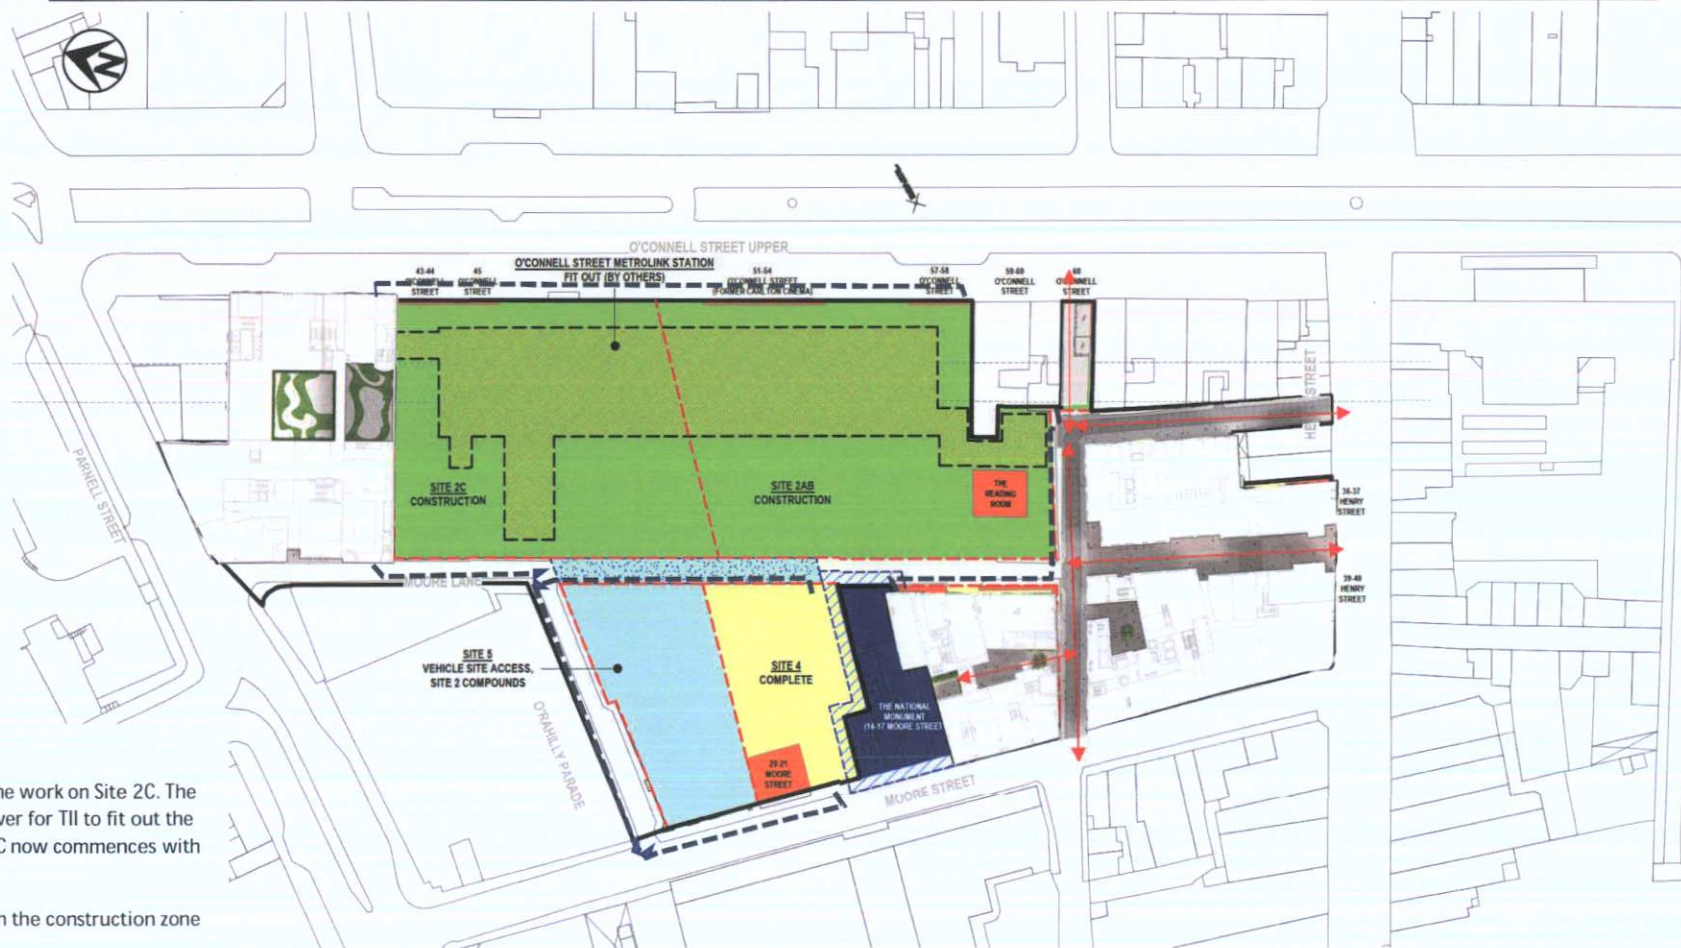 N
O'CONNELL STREET UPPER
O'CONNELL STREET METROLINK STATION
FIT OUT (BY OTHERS)
43-44
O'CONNELL
STREET
45
O'CONNELL
STREET
51-54
O'CONNELL STREET
(FORMER CARLTON CINEMA)
57-58
O'CONNELL
STREET
59-60
O'CONNELL
STREET
60
O'CONNELL
STREET
STREET
PARNELL STREET
SITE 2C
CONSTRUCTION
SITE 2AB
CONSTRUCTION
THE
READING
ROOM
36-37
HENRY
STREET
39-40
HENRY
STREET
MOORE LANE
SITE 5
VEHICLE SITE ACCESS,
SITE 2 COMPOUNDS
SITE 4
COMPLETE
THE NATIONAL
MONUMENT
(14-17 MOORE STREET)
O'RAHILLY PARADE
20-21
MOORE
STREET
MOORE STREET
ne work on Site 2C. The
ver for TII to fit out the
C now commences with
n the construction zone